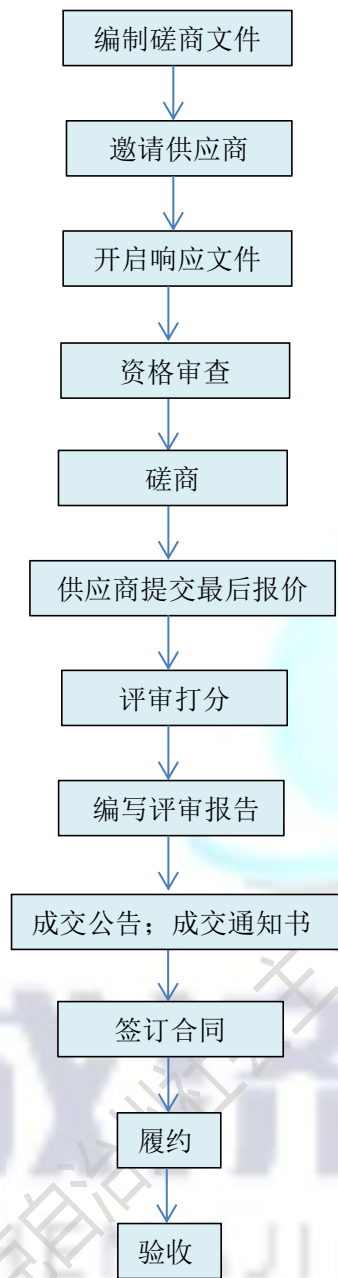 编制磋商文件
邀请供应商
开启响应文件
资格审查
磋商
供应商提交最后报价
评审打分
编写评审报告
成交公告；成交通知书
签订合同
履约
验收